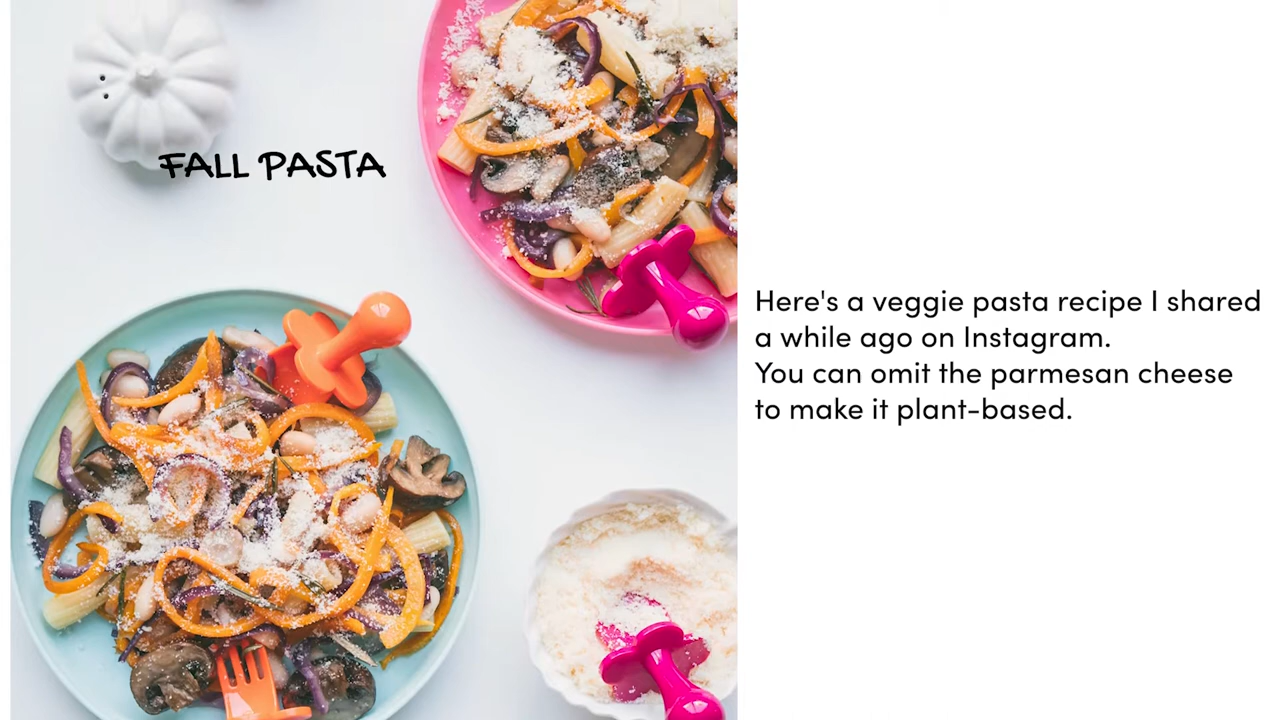 FALL PASTA
Here's a veggie pasta recipe I shared
a while ago on Instagram.
You can omit the parmesan cheese
to make it plant-based.